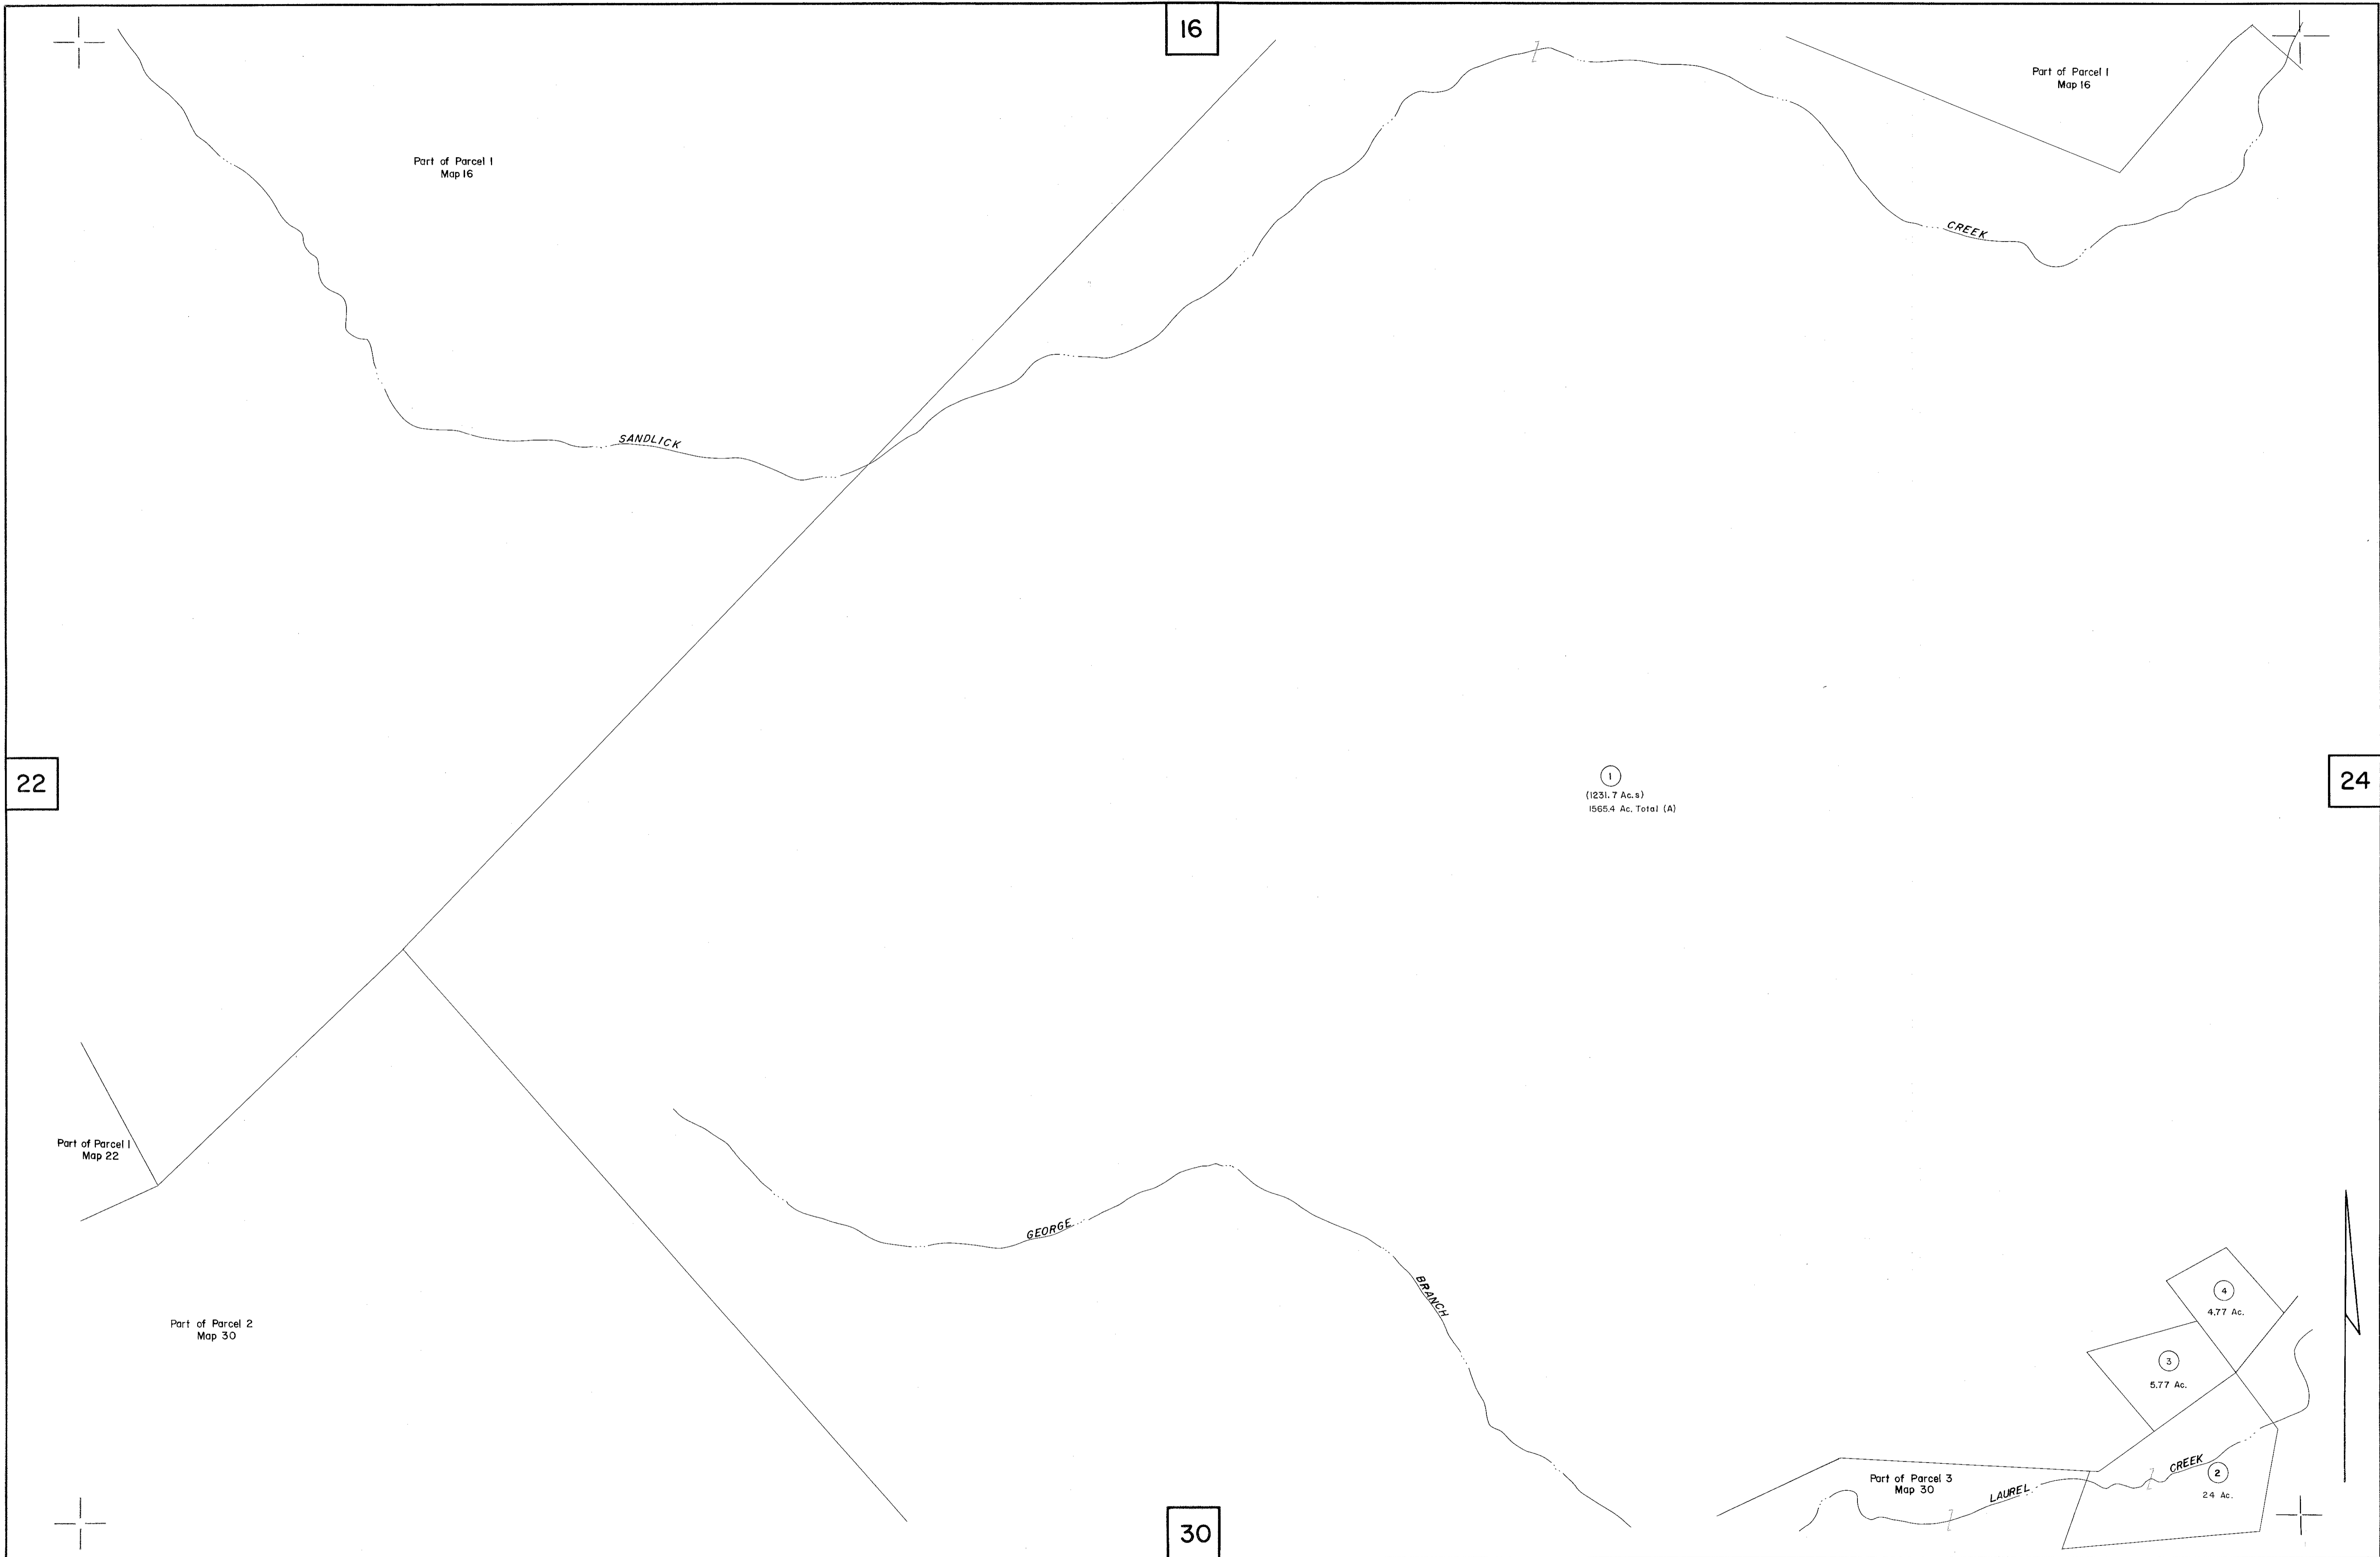 16
Part of Parcel 1
Map 16
Part of Parcel 1
Map 16
CREEK
SANDLICK
22
1
(1231.7 Ac.s)
1565.4 Ac. Total (A)
24
Part of Parcel 1
Map 22
GEORGE
BRANCH
Part of Parcel 2
Map 30
4
4.77 Ac.
3
5.77 Ac.
Part of Parcel 3
Map 30
LAUREL
CREEK
2
24 Ac.
30